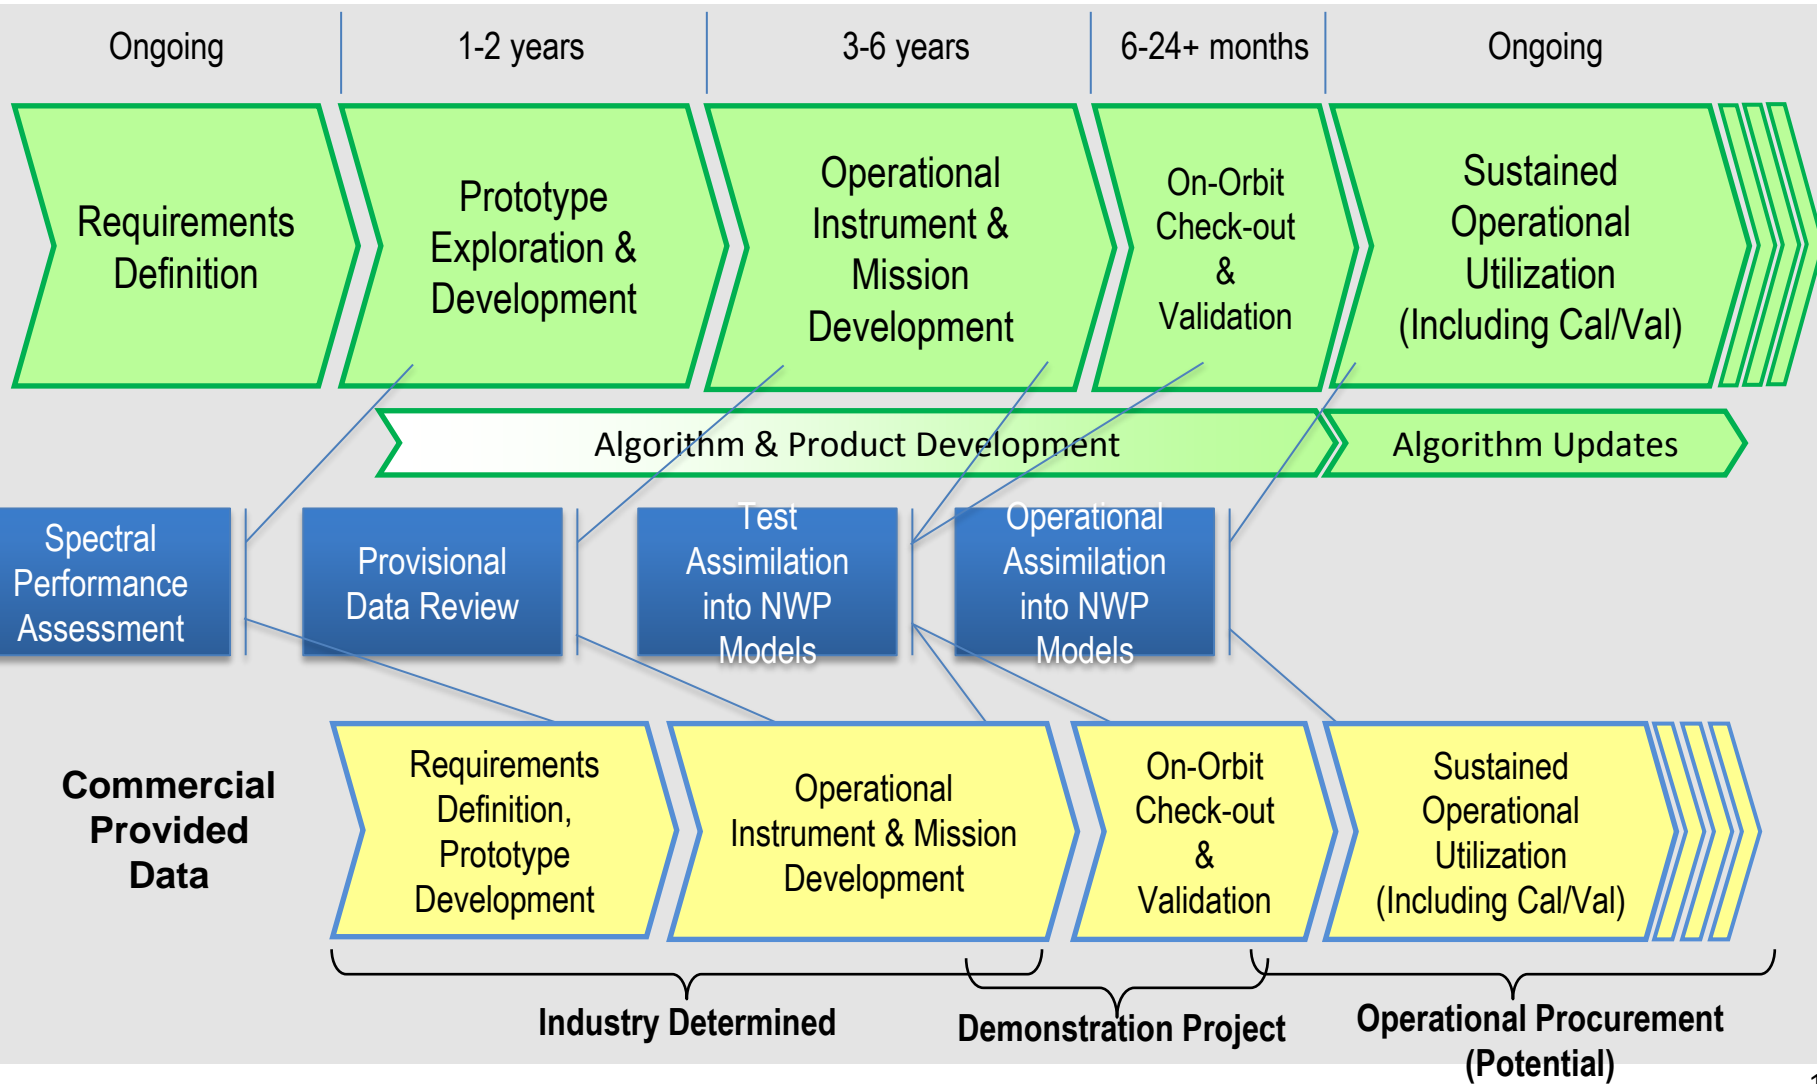 Ongoing
1-2 years
3-6 years
6-24+ months
Ongoing
Requirements
Definition
Prototype
Exploration &
Development
Operational
Instrument &
Mission
Development
On-Orbit
Check-out
&
Validation
Sustained
Operational
Utilization
(Including Cal/Val)
Algorithm & Product Development
Algorithm Updates
Spectral
Performance
Assessment
Provisional
Data Review
Test
Assimilation
into NWP
Models
Operational
Assimilation
into NWP
Models
Commercial
Provided
Data
Requirements
Definition,
Prototype
Development
Operational
Instrument & Mission
Development
On-Orbit
Check-out
&
Validation
Sustained
Operational
Utilization
(Including Cal/Val)
Industry Determined
Demonstration Project
Operational Procurement
(Potential)